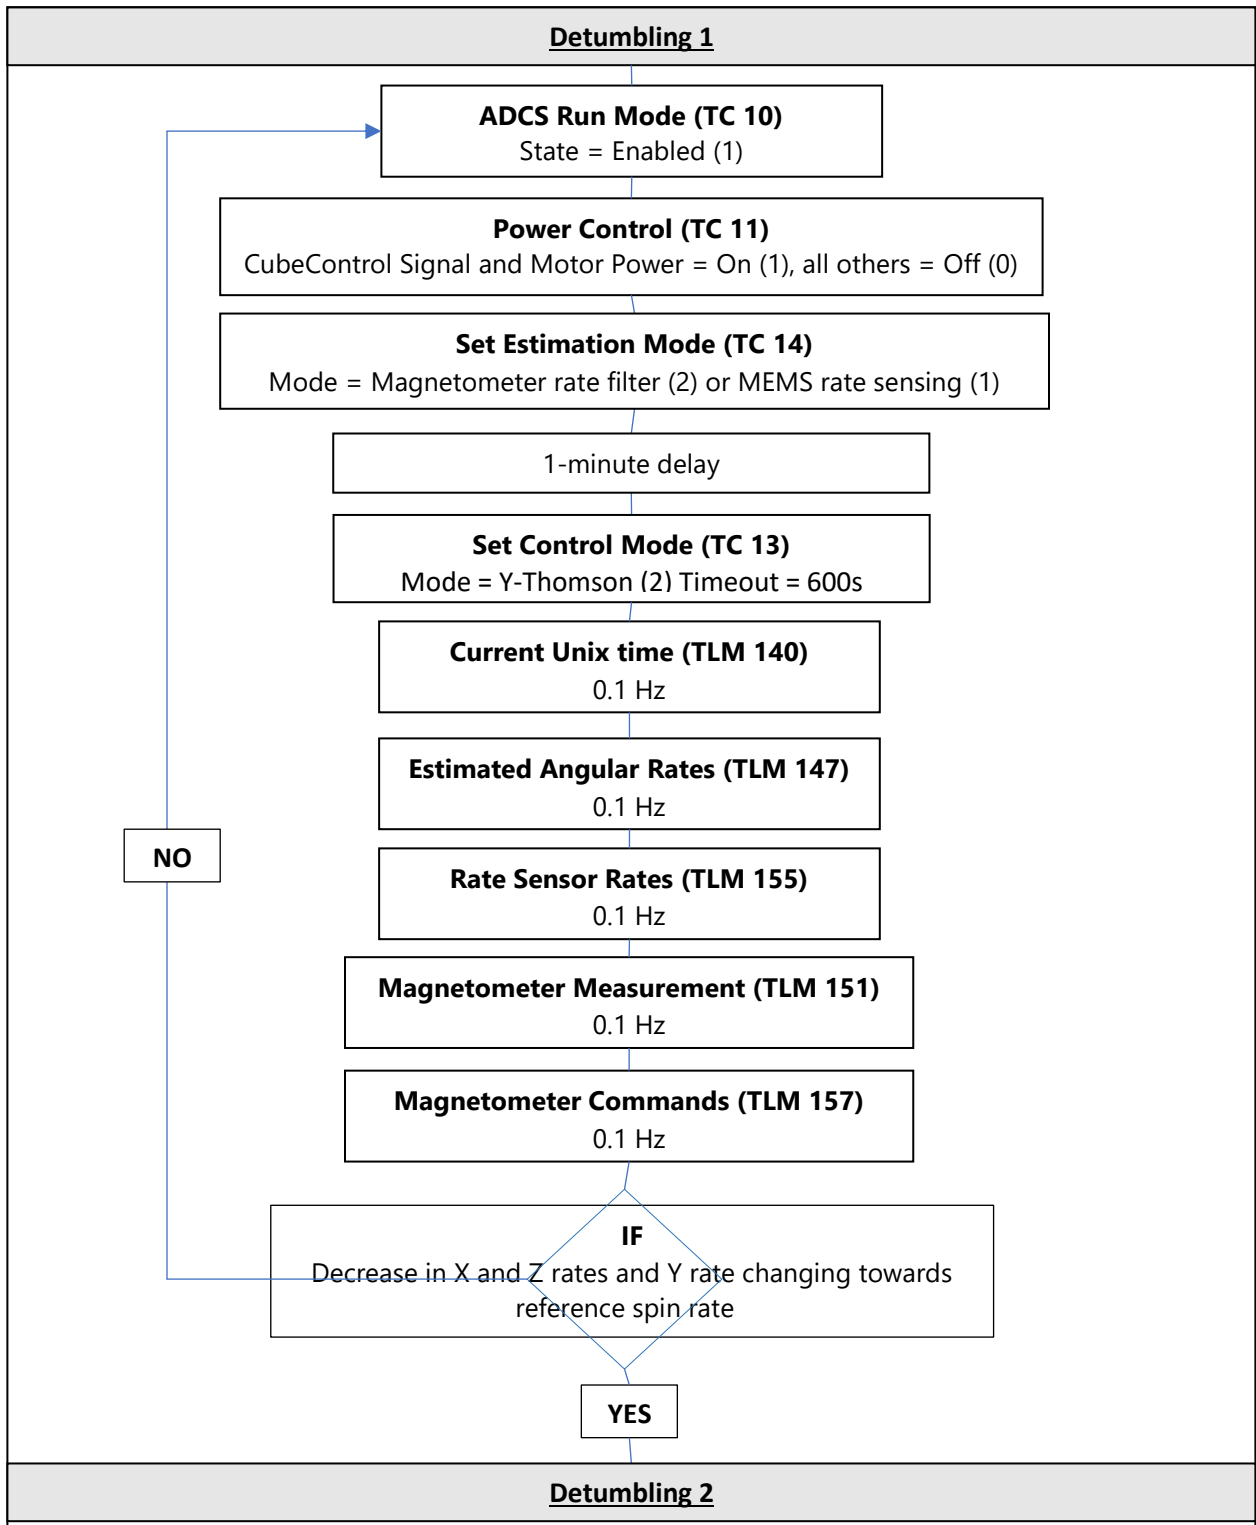 Detumbling 1
ADCS Run Mode (TC 10)
State = Enabled (1)
Power Control (TC 11)
CubeControl Signal and Motor Power = On (1), all others = Off (0)
Set Estimation Mode (TC 14)
Mode = Magnetometer rate filter (2) or MEMS rate sensing (1)
1-minute delay
Set Control Mode (TC 13)
Mode = Y-Thomson (2) Timeout = 600s
Current Unix time (TLM 140)
0.1 Hz
Estimated Angular Rates (TLM 147)
0.1 Hz
NO
Rate Sensor Rates (TLM 155)
0.1 Hz
Magnetometer Measurement (TLM 151)
0.1 Hz
Magnetometer Commands (TLM 157)
0.1 Hz
IF
Decrease in X and Z rates and Y rate changing towards
reference spin rate
YES
Detumbling 2